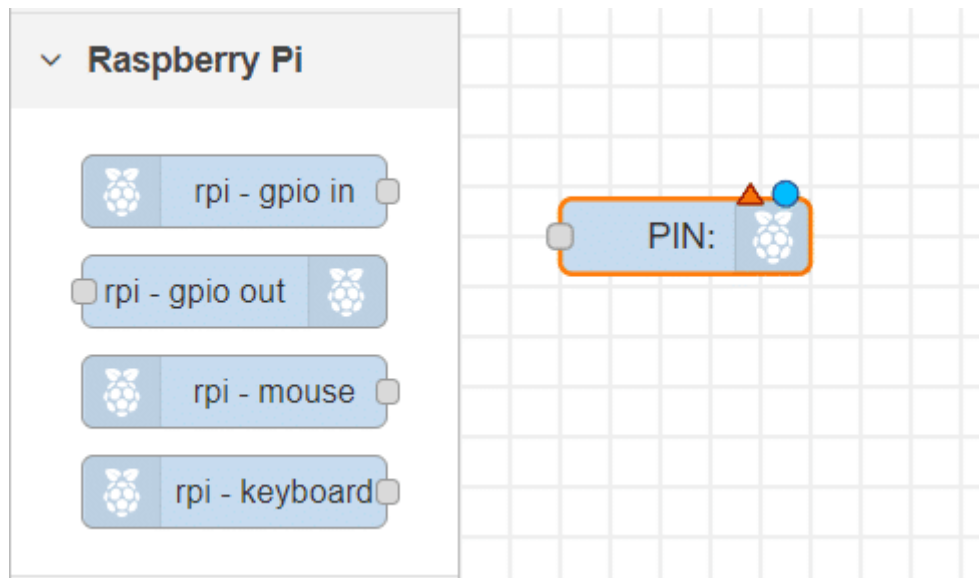 Raspberry Pi
rpi - gpio in
rpi - gpio out
rpi - mouse
rpi - keyboard
PIN: